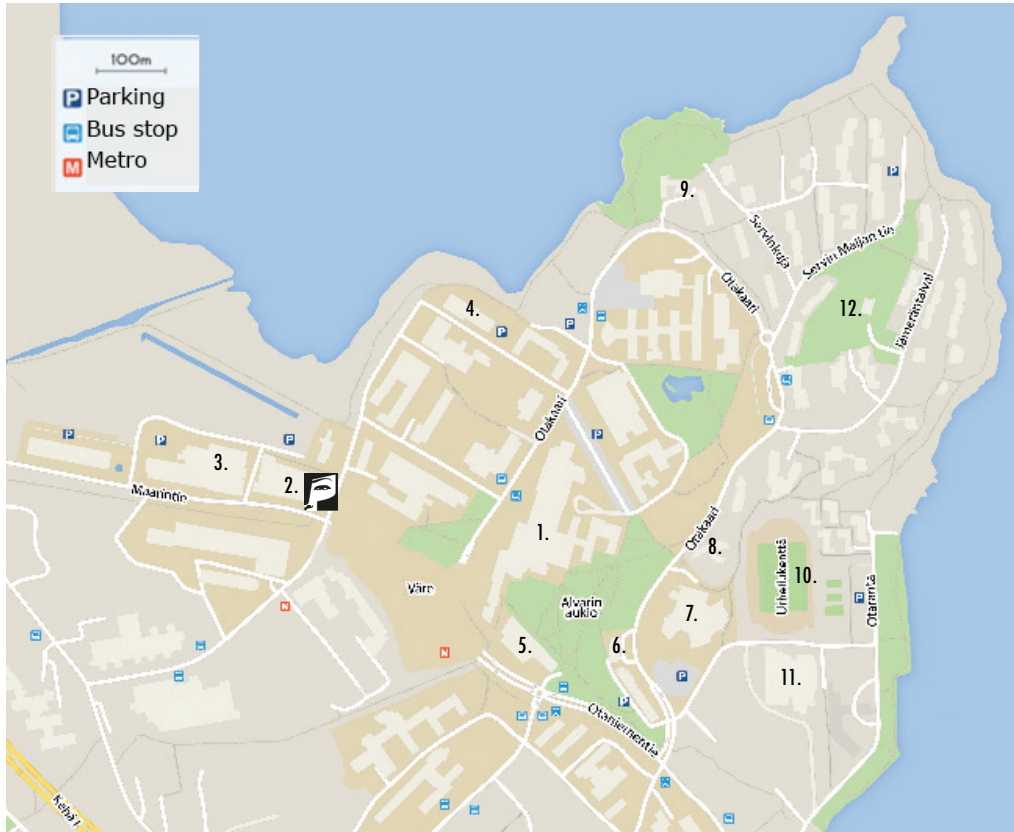 100m
P Parking
Bus stop
M Metro
9.
P
Servinkuja
Servin Maijan tie
Otakaari
4.
P
P
12.
Jämeräntaival
Otakaari
P
P
P
P
3.
2.
Maarintie
1.
Otakaari
8.
Urheilukenttä
10.
Väre
Alvarin
aukio
P
Otaranta
M
7.
5.
6.
M
P
11.
P
Otaniementie
Kehä I